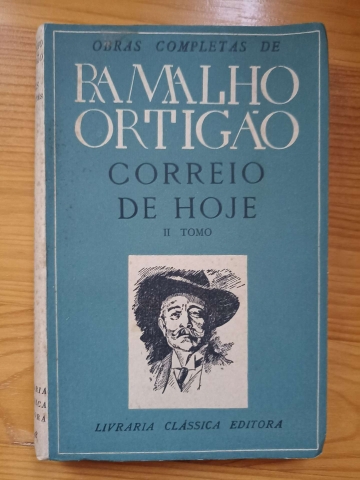 OBRAS COMPLETAS DE
RAMALHO
ORTIGÃO
CORREIO
DE HOJE
II TOMO
LIVRARIA CLÁSSICA EDITORA